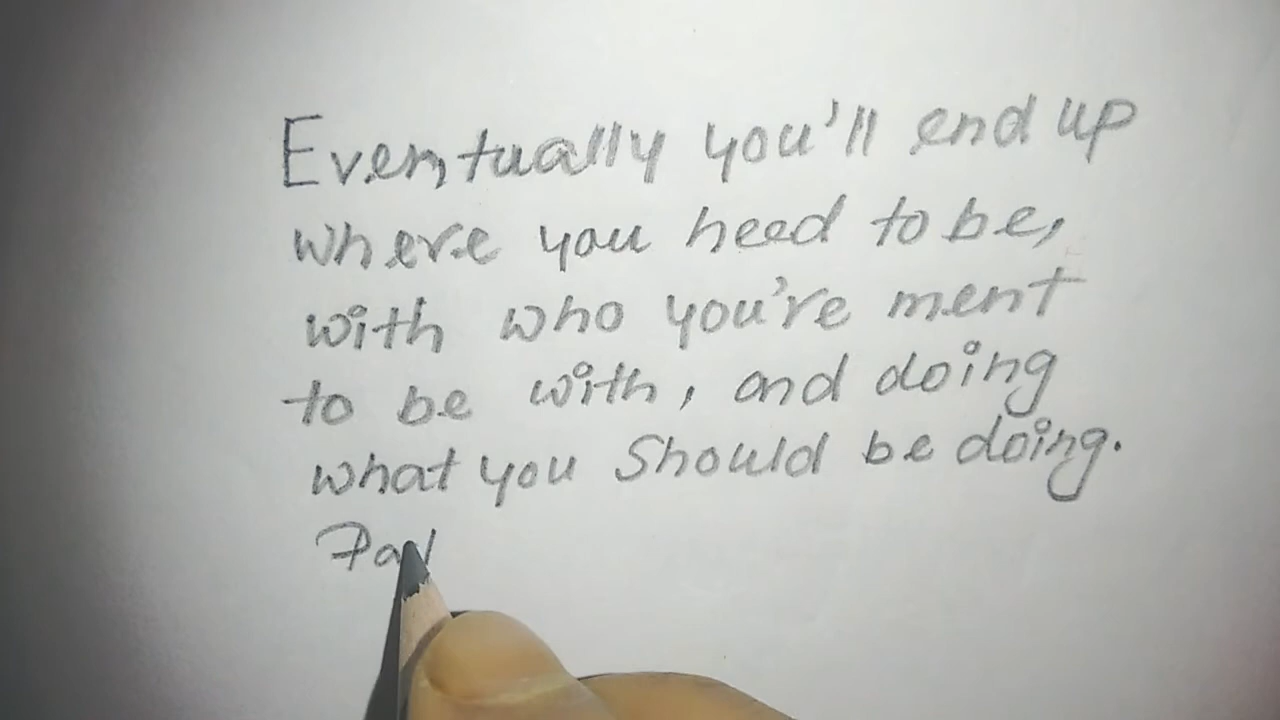 Eventually you'll end up
where you need to be,
with who you're ment
to be with, and doing
what you Should be doing.